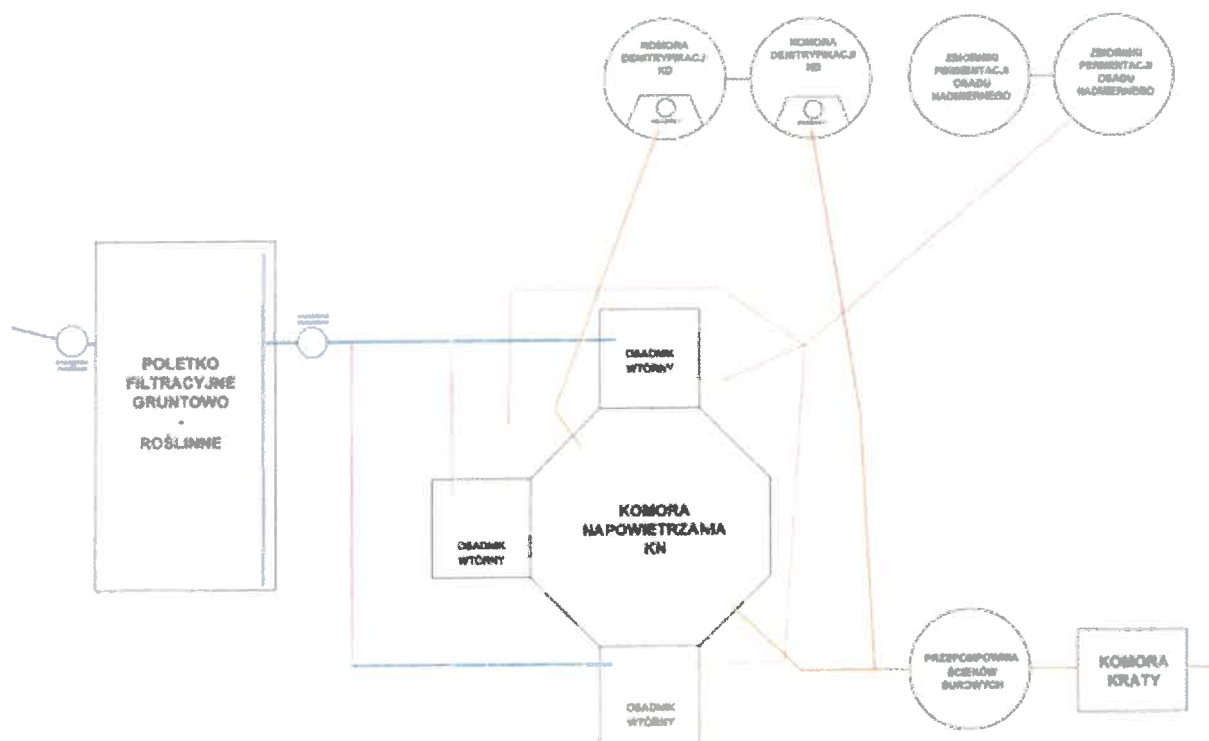 KOMORA
DENITRYFIKACJI
KD
KOMORA
DENITRYFIKACJI
KD
ZBIORNIKI
FERMENTACJI
OSADU
NADMIERNEGO
ZBIORNIKI
FERMENTACJI
OSADU
NADMIERNEGO
POLETKO
FILTRACYJNE
GRUNTOWO
-
ROŚLINNE
OSADNIK
WTÓRNY
KOMORA
NAPOWIETRZANIA
KN
OSADNIK
WTÓRNY
PRZEPOMPOWNIA
ŚCIEKÓW
SUROWYCH
KOMORA
KRATY
OSADNIK
WTÓRNY